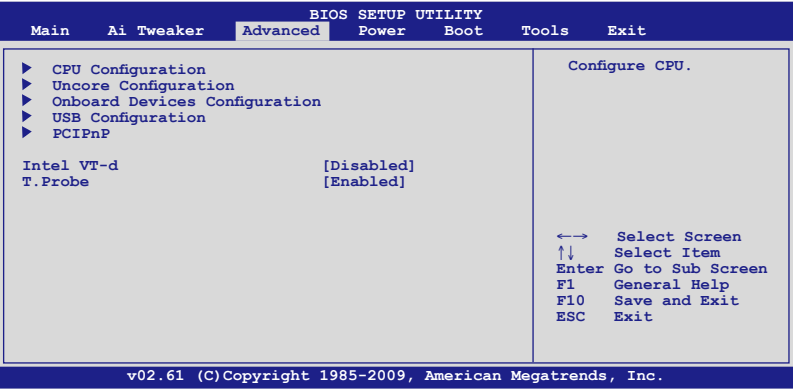 BIOS SETUP UTILITY
Main Ai Tweaker Advanced Power Boot Tools Exit
CPU Configuration
Uncore Configuration
Onboard Devices Configuration
USB Configuration
PCIPnP
Intel VT-d [Disabled]
T.Probe [Enabled]
Configure CPU.
←→ Select Screen
↑↓ Select Item
Enter Go to Sub Screen
F1 General Help
F10 Save and Exit
ESC Exit
v02.61 (C)Copyright 1985-2009, American Megatrends, Inc.